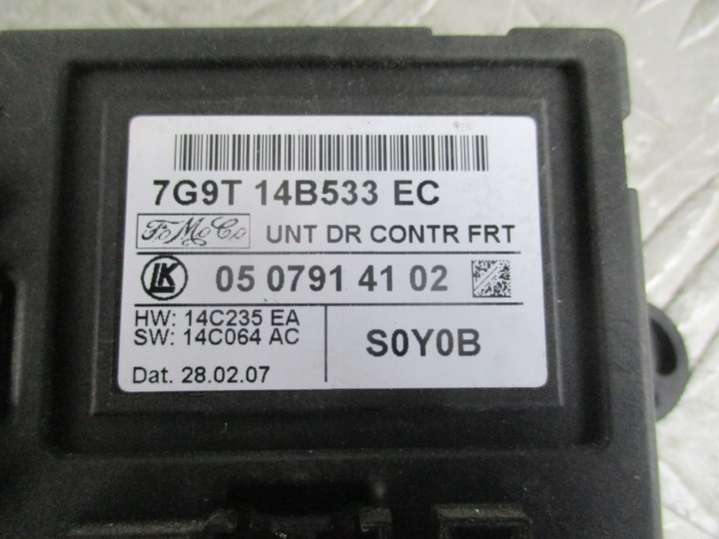 7G9T 14B533 EC
FoMoCo UNT DR CONTR FRT
LK 05 0791 41 02
HW: 14C235 EA
SW: 14C064 AC
S0Y0B
Dat. 28.02.07